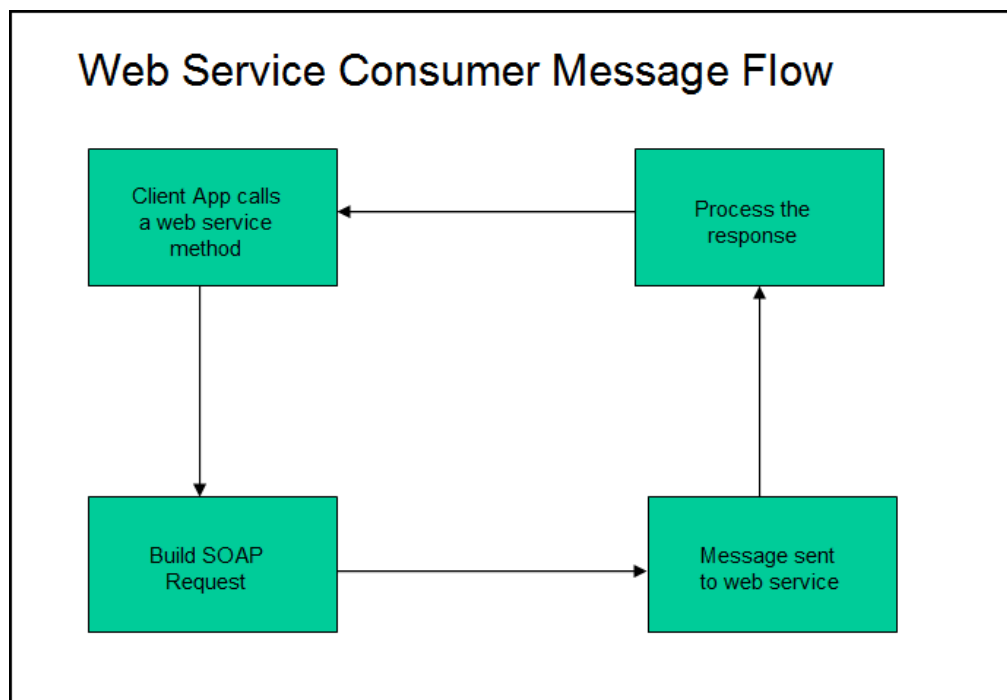 Web Service Consumer Message Flow
Client App calls
a web service
method
Process the
response
Build SOAP
Request
Message sent
to web service